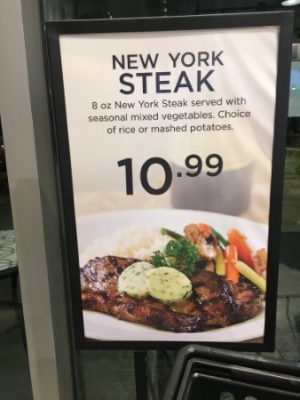 NEW YORK
STEAK
8 oz New York Steak served with
seasonal mixed vegetables. Choice
of rice or mashed potatoes.
10.99